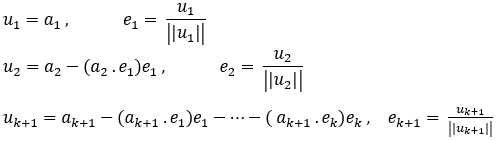 u₁ = a₁ , e₁ = u₁ / ||u₁||
u₂ = a₂ − (a₂ . e₁)e₁ , e₂ = u₂ / ||u₂||
uₖ₊₁ = aₖ₊₁ − (aₖ₊₁ . e₁)e₁ − ⋯ − ( aₖ₊₁ . eₖ)eₖ , eₖ₊₁ = uₖ₊₁ / ||uₖ₊₁||